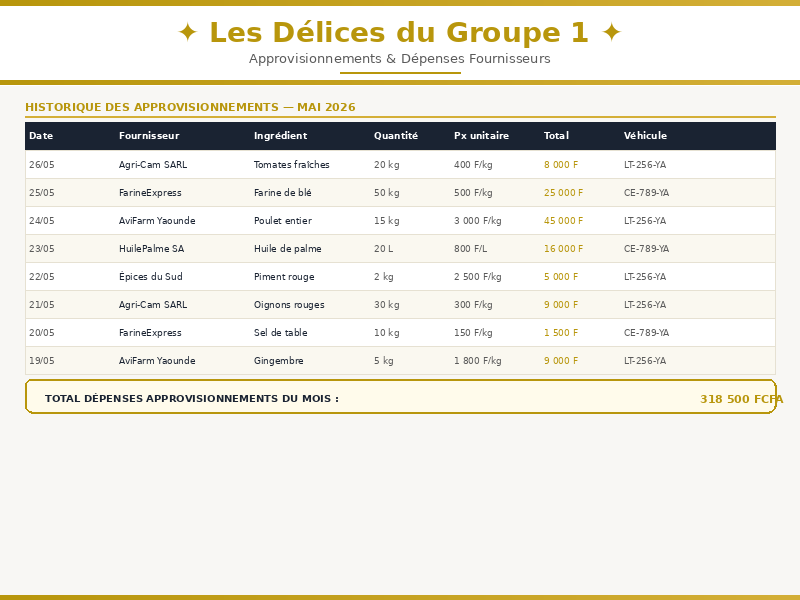 ✦ Les Délices du Groupe 1 ✦
Approvisionnements & Dépenses Fournisseurs
HISTORIQUE DES APPROVISIONNEMENTS — MAI 2026
Date Fournisseur Ingrédient Quantité Px unitaire Total Véhicule
26/05 Agri-Cam SARL Tomates fraîches 20 kg 400 F/kg 8 000 F LT-256-YA
25/05 FarineExpress Farine de blé 50 kg 500 F/kg 25 000 F CE-789-YA
24/05 AviFarm Yaounde Poulet entier 15 kg 3 000 F/kg 45 000 F LT-256-YA
23/05 HuilePalme SA Huile de palme 20 L 800 F/L 16 000 F CE-789-YA
22/05 Épices du Sud Piment rouge 2 kg 2 500 F/kg 5 000 F LT-256-YA
21/05 Agri-Cam SARL Oignons rouges 30 kg 300 F/kg 9 000 F LT-256-YA
20/05 FarineExpress Sel de table 10 kg 150 F/kg 1 500 F CE-789-YA
19/05 AviFarm Yaounde Gingembre 5 kg 1 800 F/kg 9 000 F LT-256-YA
TOTAL DÉPENSES APPROVISIONNEMENTS DU MOIS : 318 500 FCFA